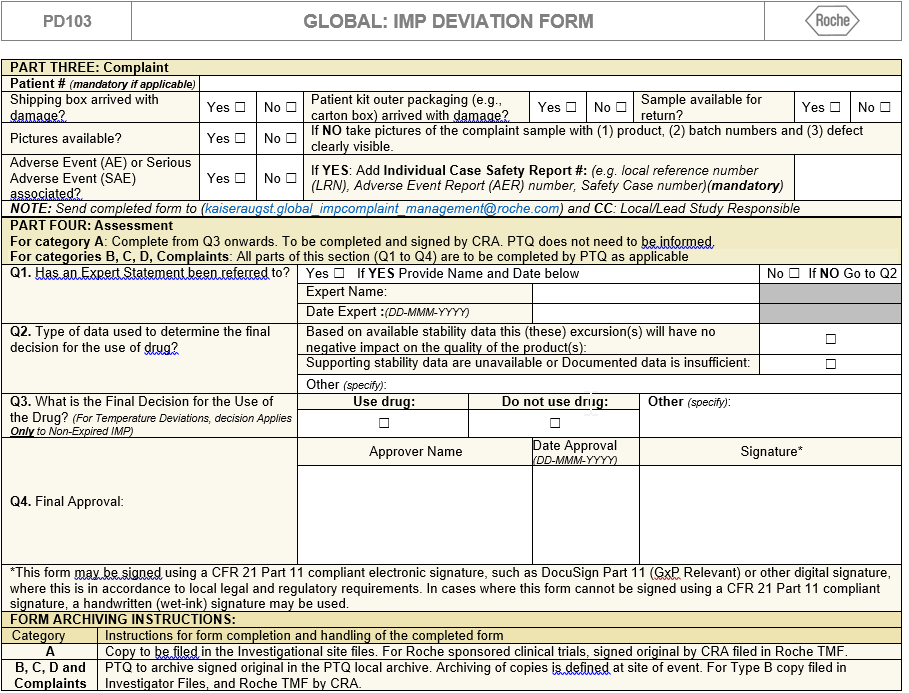 PD103
GLOBAL: IMP DEVIATION FORM
Roche
PART THREE: Complaint
Patient # (mandatory if applicable)
Shipping box arrived with
damage?
Yes ☐
No ☐
Patient kit outer packaging (e.g.,
carton box) arrived with damage?
Yes ☐
No ☐
Sample available for
return?
Yes ☐
No ☐
Pictures available?
Yes ☐
No ☐
If NO take pictures of the complaint sample with (1) product, (2) batch numbers and (3) defect
clearly visible.
Adverse Event (AE) or Serious
Adverse Event (SAE)
associated?
Yes ☐
No ☐
If YES: Add Individual Case Safety Report #: (e.g. local reference number
(LRN), Adverse Event Report (AER) number, Safety Case number)(mandatory)
NOTE: Send completed form to (kaiseraugst.global_impcomplaint_management@roche.com) and CC: Local/Lead Study Responsible
PART FOUR: Assessment
For category A: Complete from Q3 onwards. To be completed and signed by CRA. PTQ does not need to be informed.
For categories B, C, D, Complaints: All parts of this section (Q1 to Q4) are to be completed by PTQ as applicable
Q1. Has an Expert Statement been referred to?
Yes ☐ If YES Provide Name and Date below
No ☐ If NO Go to Q2
Expert Name:
Date Expert :(DD-MMM-YYYY)
Q2. Type of data used to determine the final
decision for the use of drug?
Based on available stability data this (these) excursion(s) will have no
negative impact on the quality of the product(s):
☐
Supporting stability data are unavailable or Documented data is insufficient:
☐
Other (specify):
Q3. What is the Final Decision for the Use of
the Drug? (For Temperature Deviations, decision Applies
Only to Non-Expired IMP)
Use drug:
☐
Do not use drug:
☐
Other (specify):
Q4. Final Approval:
Approver Name
Date Approval
(DD-MMM-YYYY)
Signature*
*This form may be signed using a CFR 21 Part 11 compliant electronic signature, such as DocuSign Part 11 (GxP Relevant) or other digital signature,
where this is in accordance to local legal and regulatory requirements. In cases where this form cannot be signed using a CFR 21 Part 11 compliant
signature, a handwritten (wet-ink) signature may be used.
FORM ARCHIVING INSTRUCTIONS:
Category
Instructions for form completion and handling of the completed form
A
Copy to be filed in the Investigational site files. For Roche sponsored clinical trials, signed original by CRA filed in Roche TMF.
B, C, D and
Complaints
PTQ to archive signed original in the PTQ local archive. Archiving of copies is defined at site of event. For Type B copy filed in
Investigator Files, and Roche TMF by CRA.